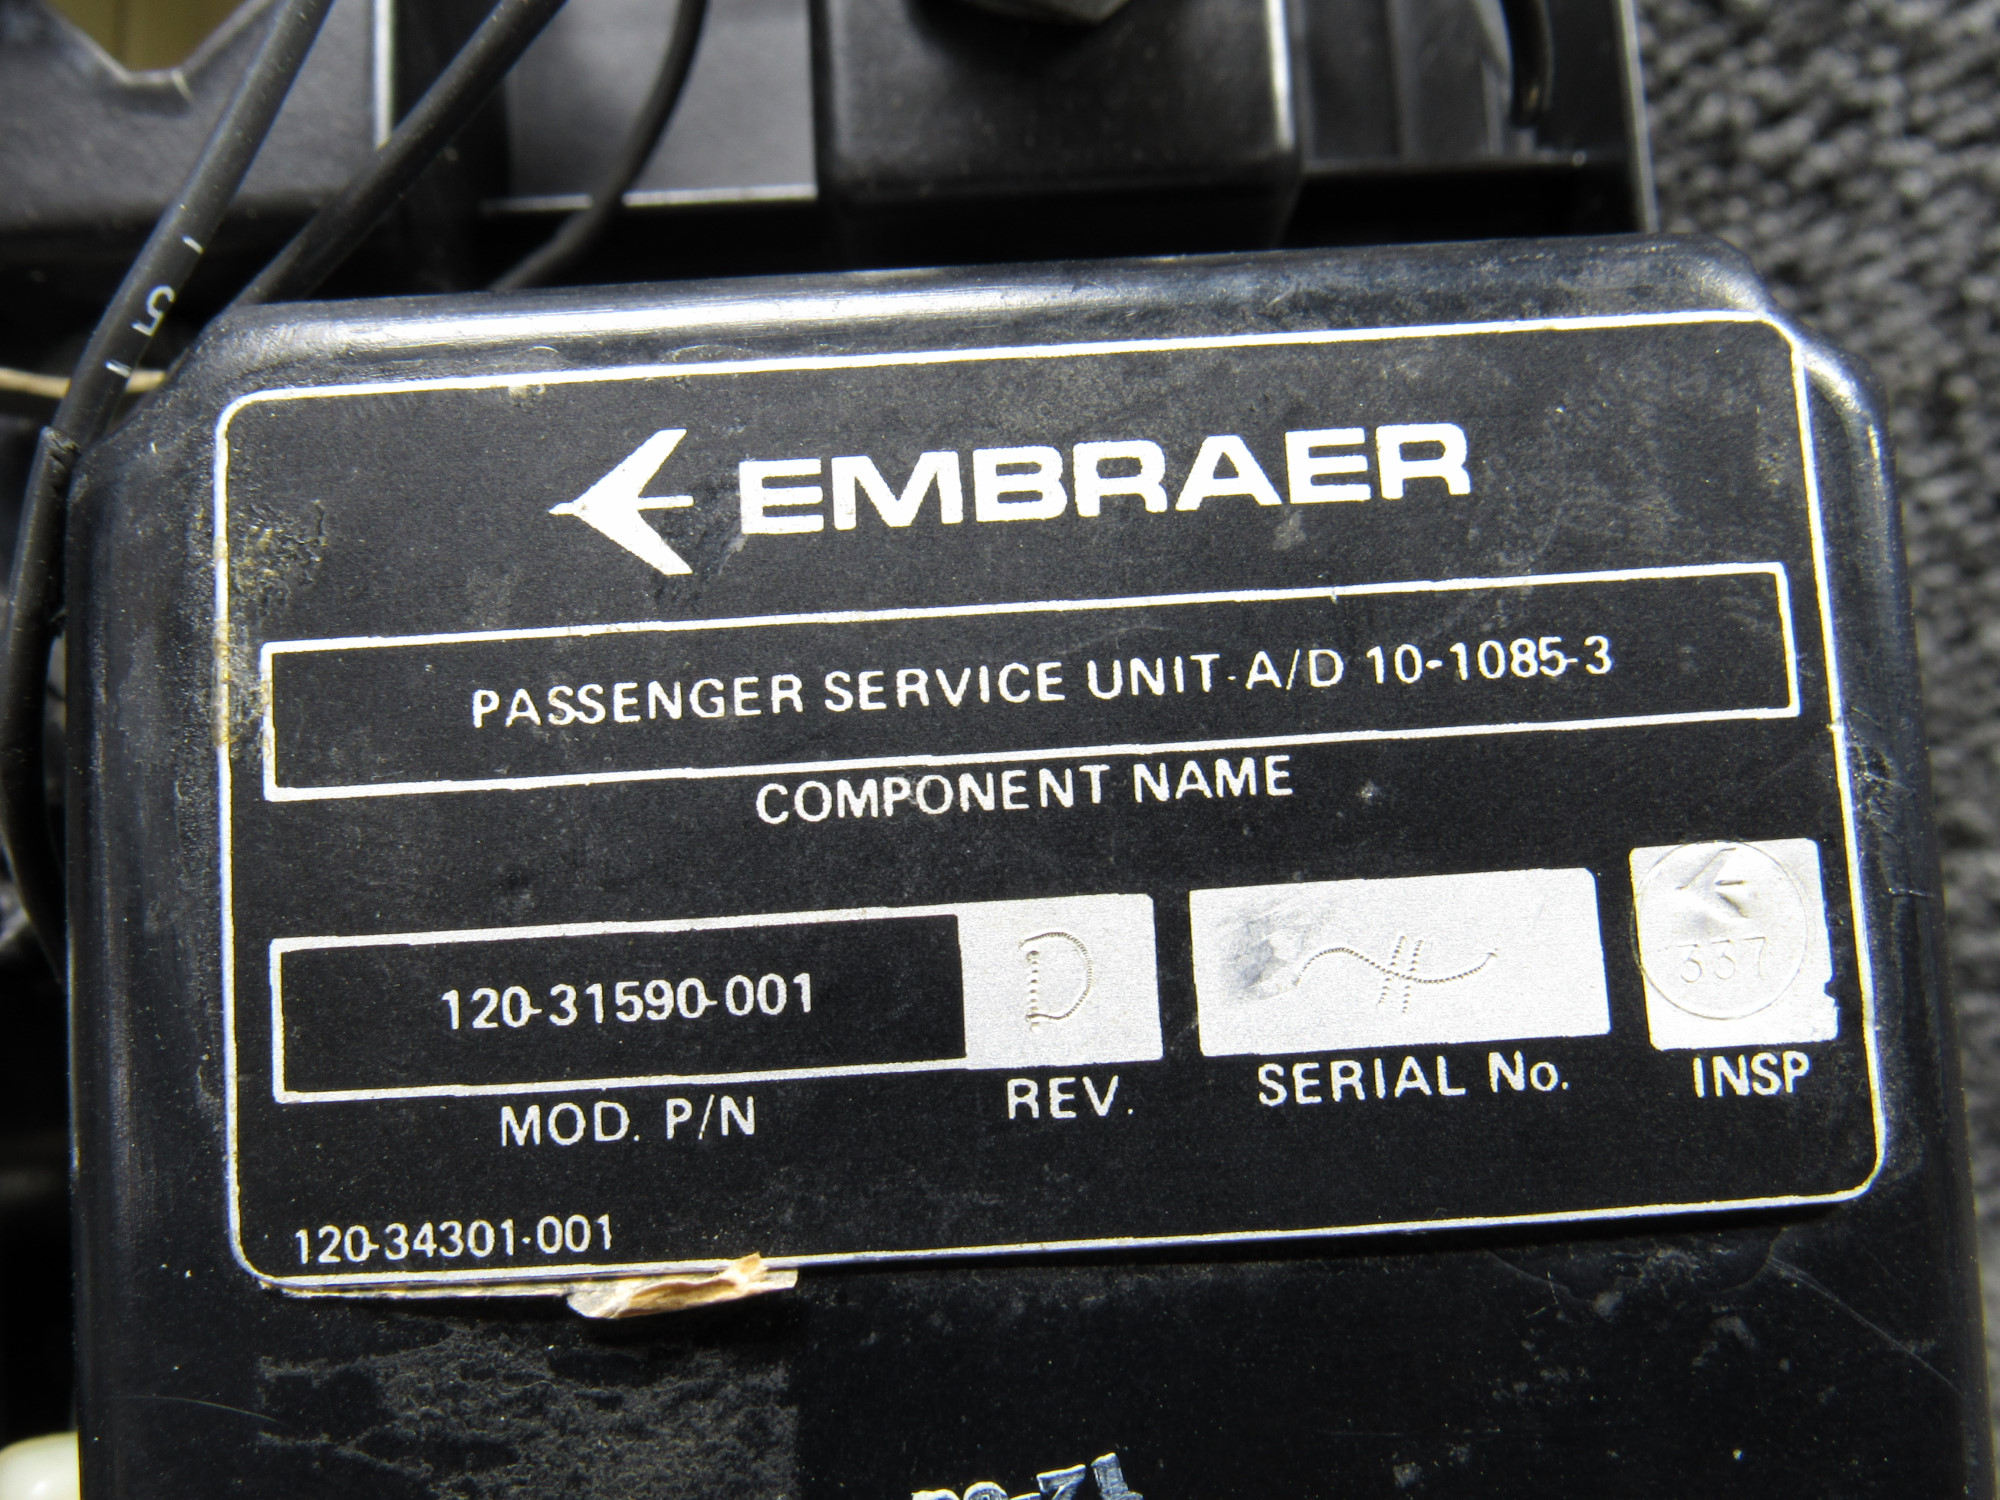 5
EMBRAER
PASSENGER SERVICE UNIT-A/D 10-1085-3
COMPONENT NAME
120-31590-001 D
337
MOD. P/N REV. SERIAL No. INSP
120-34301-001